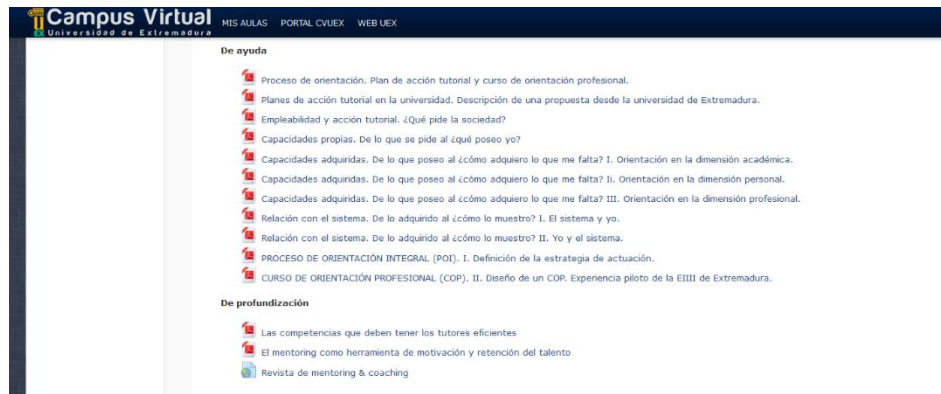 Campus Virtual
Universidad de Extremadura
MIS AULAS PORTAL CVUEX WEB UEX
De ayuda
Proceso de orientación. Plan de acción tutorial y curso de orientación profesional.
Planes de acción tutorial en la universidad. Descripción de una propuesta desde la universidad de Extremadura.
Empleabilidad y acción tutorial. ¿Qué pide la sociedad?
Capacidades propias. De lo que se pide al ¿qué poseo yo?
Capacidades adquiridas. De lo que poseo al ¿cómo adquiero lo que me falta? I. Orientación en la dimensión académica.
Capacidades adquiridas. De lo que poseo al ¿cómo adquiero lo que me falta? Ii. Orientación en la dimensión personal.
Capacidades adquiridas. De lo que poseo al ¿cómo adquiero lo que me falta? III. Orientación en la dimensión profesional.
Relación con el sistema. De lo adquirido al ¿cómo lo muestro? I. El sistema y yo.
Relación con el sistema. De lo adquirido al ¿cómo lo muestro? II. Yo y el sistema.
PROCESO DE ORIENTACIÓN INTEGRAL (POI). I. Definición de la estrategia de actuación.
CURSO DE ORIENTACIÓN PROFESIONAL (COP). II. Diseño de un COP. Experiencia piloto de la EIIII de Extremadura.
De profundización
Las competencias que deben tener los tutores eficientes
El mentoring como herramienta de motivación y retención del talento
Revista de mentoring & coaching